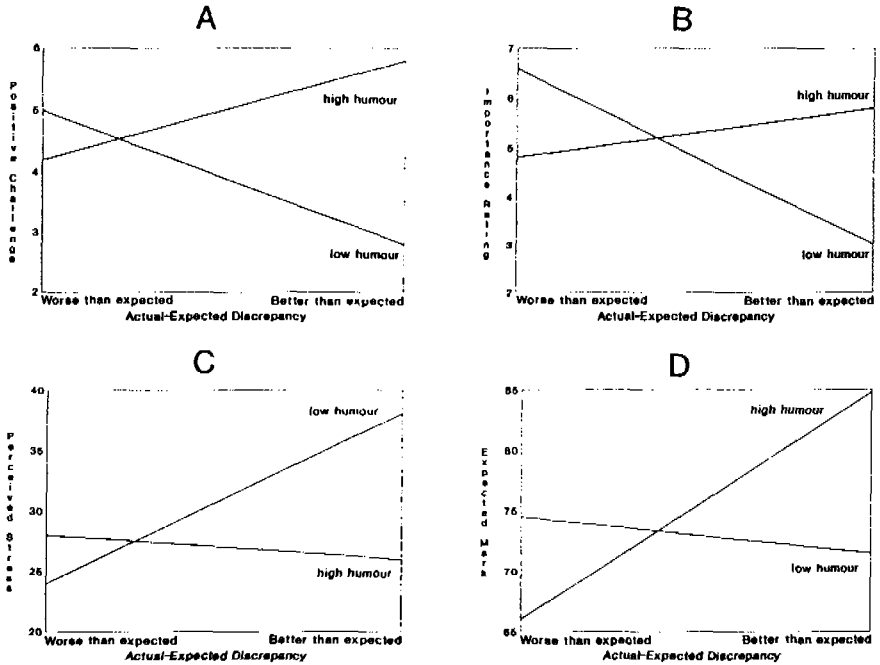 A
Positive Challenge
6
5
4
3
2
high humour
low humour
Worse than expected Better than expected
Actual-Expected Discrepancy
B
Importance Rating
7
6
5
4
3
2
high humour
low humour
Worse than expected Better than expected
Actual-Expected Discrepancy
C
Perceived Stress
40
35
30
25
20
low humour
high humour
Worse than expected Better than expected
Actual-Expected Discrepancy
D
Expected Mark
85
80
75
70
65
high humour
low humour
Worse than expected Better than expected
Actual-Expected Discrepancy